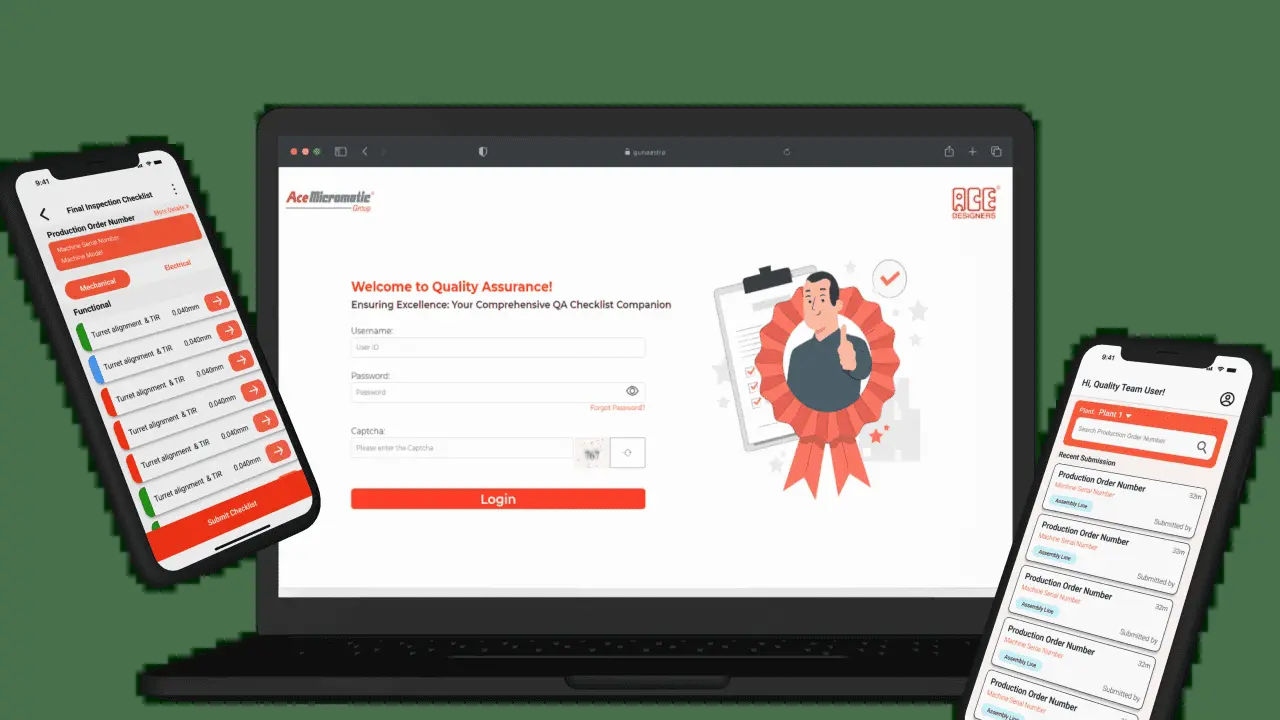 9:41
Final Inspection Checklist
Production Order Number
More Details >
Machine Serial Number
Machine Model
Mechanical
Electrical
Functional
Turret alignment & TIR 0.040mm
Turret alignment & TIR 0.040mm
Turret alignment & TIR 0.040mm
Turret alignment & TIR 0.040mm
Turret alignment & TIR 0.040mm
Turret alignment & TIR 0.040mm
Submit Checklist
AceMicromatic
Group
ACE
DESIGNERS
Welcome to Quality Assurance!
Ensuring Excellence: Your Comprehensive QA Checklist Companion
Username:
User ID
Password:
Password
Forgot Password?
Captcha:
Please enter the Captcha
Login
9:41
Hi, Quality Team User!
Plant: Plant 1
Search Production Order Number
Recent Submission
Production Order Number 32m
Machine Serial Number
Assembly Line
Submitted by
Production Order Number 32m
Machine Serial Number
Assembly Line
Submitted by
Production Order Number 32m
Machine Serial Number
Assembly Line
Submitted by
Production Order Number 32m
Machine Serial Number
Assembly Line
Submitted by
Production Order Number
Machine Serial Number
Assembly Line